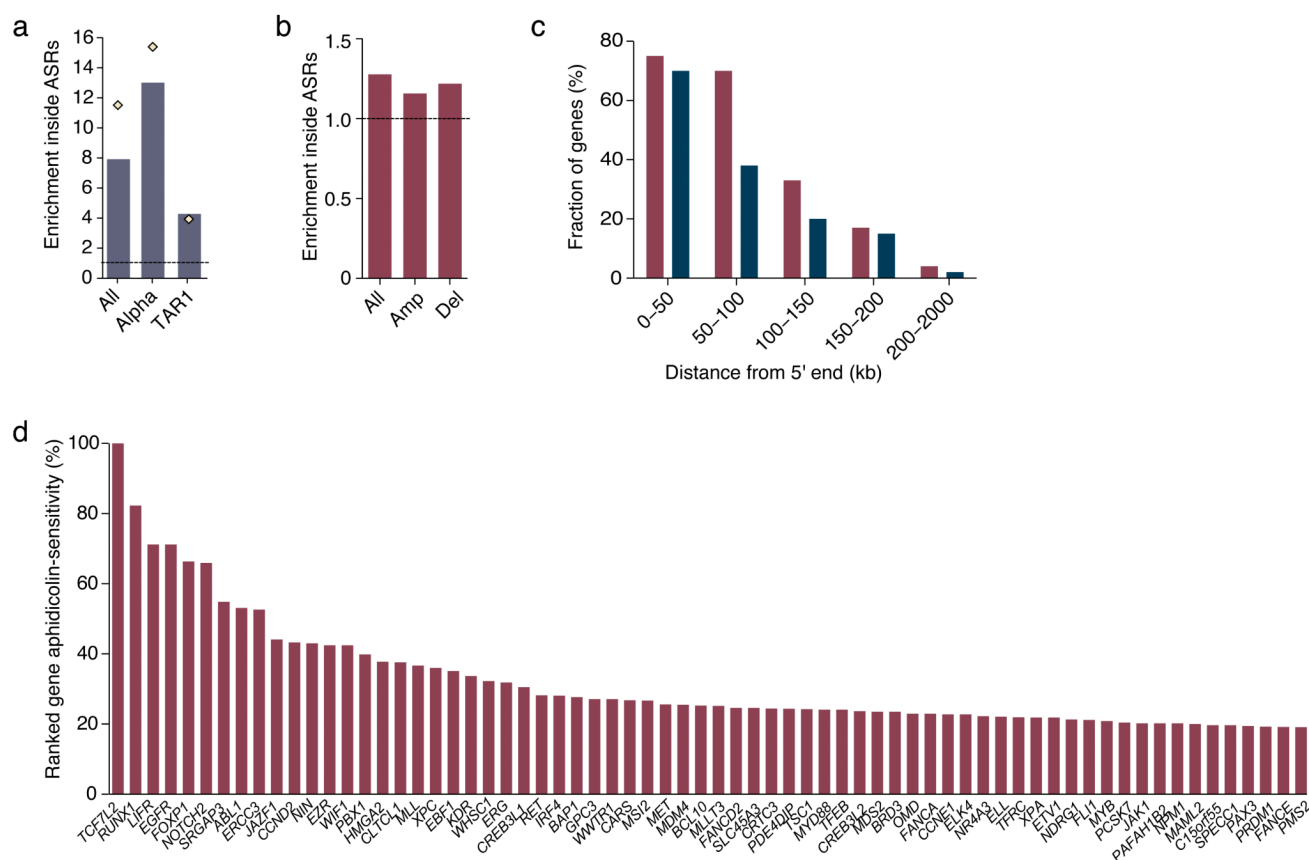 a
Enrichment inside ASRs
16
14
12
10
8
6
4
2
0
All
Alpha
TAR1
b
Enrichment inside ASRs
1.5
1.0
0.5
0
All
Amp
Del
c
Fraction of genes (%)
80
60
40
20
0
0–50
50–100
100–150
150–200
200–2000
Distance from 5' end (kb)
d
Ranked gene aphidicolin-sensitivity (%)
100
80
60
40
20
0
TCF7L2
RUNX1
LIFR
EGFR
FOXP1
NOTCH2
SRGAP3
ABL1
ERCC3
JAZF1
CCND2
NIN
EZR
WIF1
PBX1
HMGA2
CLTCL1
MLL
XPC
EBF1
KDR
WHSC1
ERG
CREB3L1
RET
IRF4
BAP1
GPC3
WWTR1
CARS
MSI2
MET
MDM4
BCL10
MLLT3
FANCD2
SLC45A3
CRTC3
PDE4DIP
TSC1
MYD88
TFEB
CREB3L2
MDS2
BRD3
OMD
FANCA
CCNE1
ELK4
NR4A3
ELL
TFRC
XPA
ETV1
NDRG1
FLI1
MYB
PCSK7
JAK1
PAFAH1B2
NPM1
MAML2
C15orf55
SPECC1
PAX3
PRDM1
FANCE
PMS2